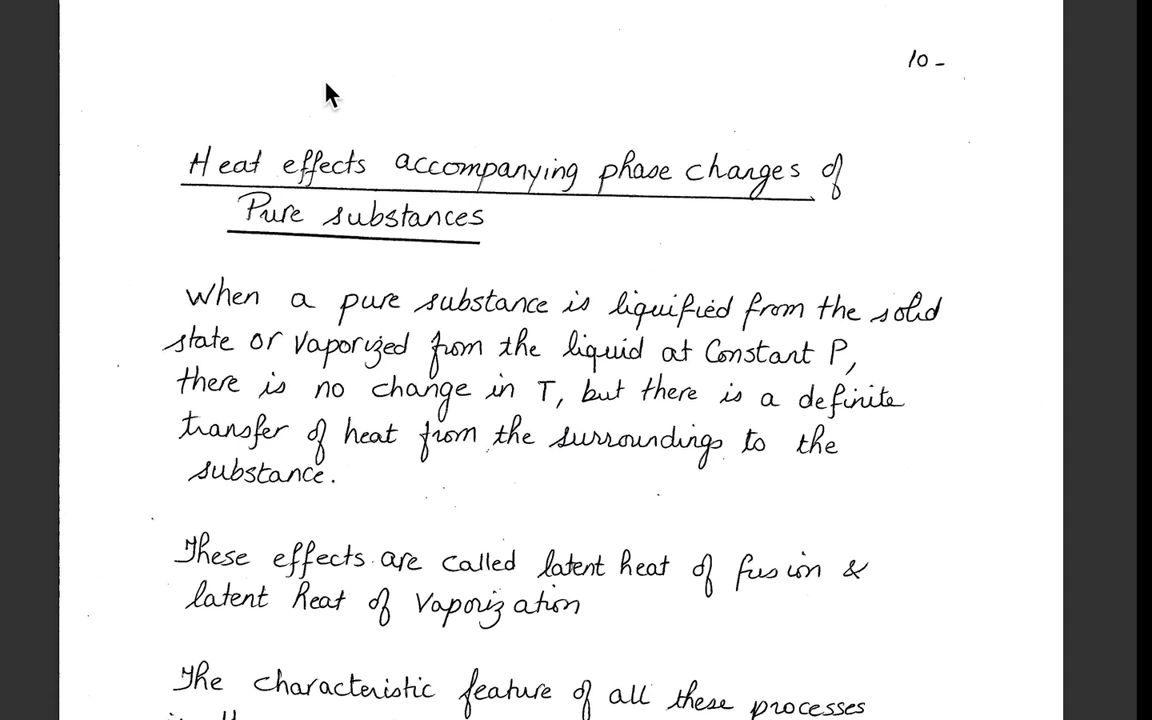 10-
Heat effects accompanying phase changes of
Pure substances
When a pure substance is liquified from the solid
state or vaporized from the liquid at Constant P,
there is no change in T, but there is a definite
transfer of heat from the surroundings to the
substance.
These effects are called latent heat of fusion &
latent heat of Vaporization
The characteristic feature of all these processes